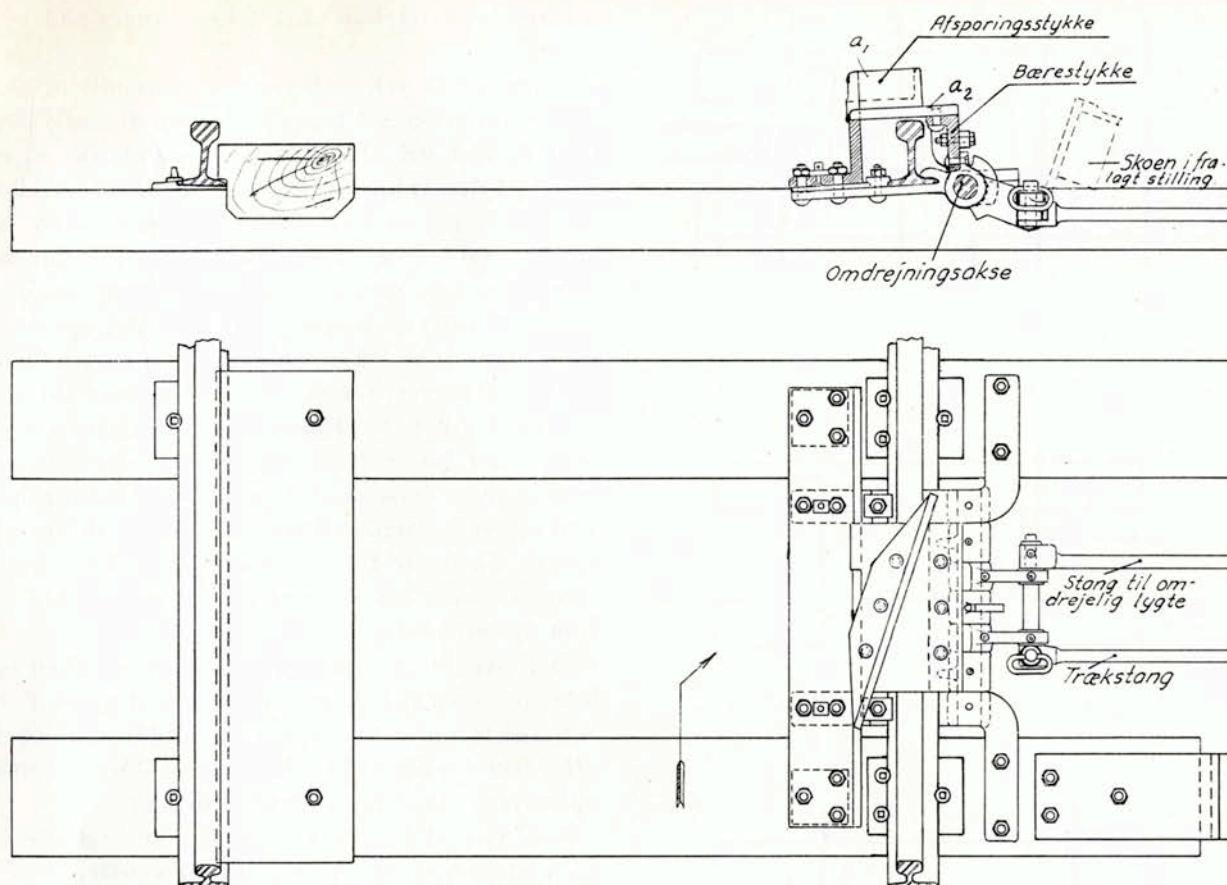 Afsporingsstykke
a₁
Bærestykke
a₂
Skoen i fra-
lagt stilling
Omdrejningsakse
Stang til om-
drejelig lygte
Trækstang